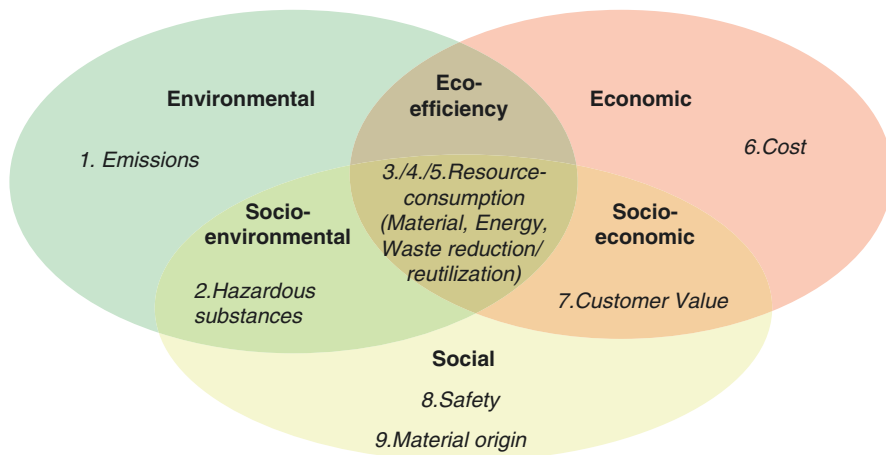 Environmental
1. Emissions
Eco-
efficiency
Economic
6.Cost
3./4./5.Resource-
consumption
(Material, Energy,
Waste reduction/
reutilization)
Socio-
environmental
2.Hazardous
substances
Socio-
economic
7.Customer Value
Social
8.Safety
9.Material origin